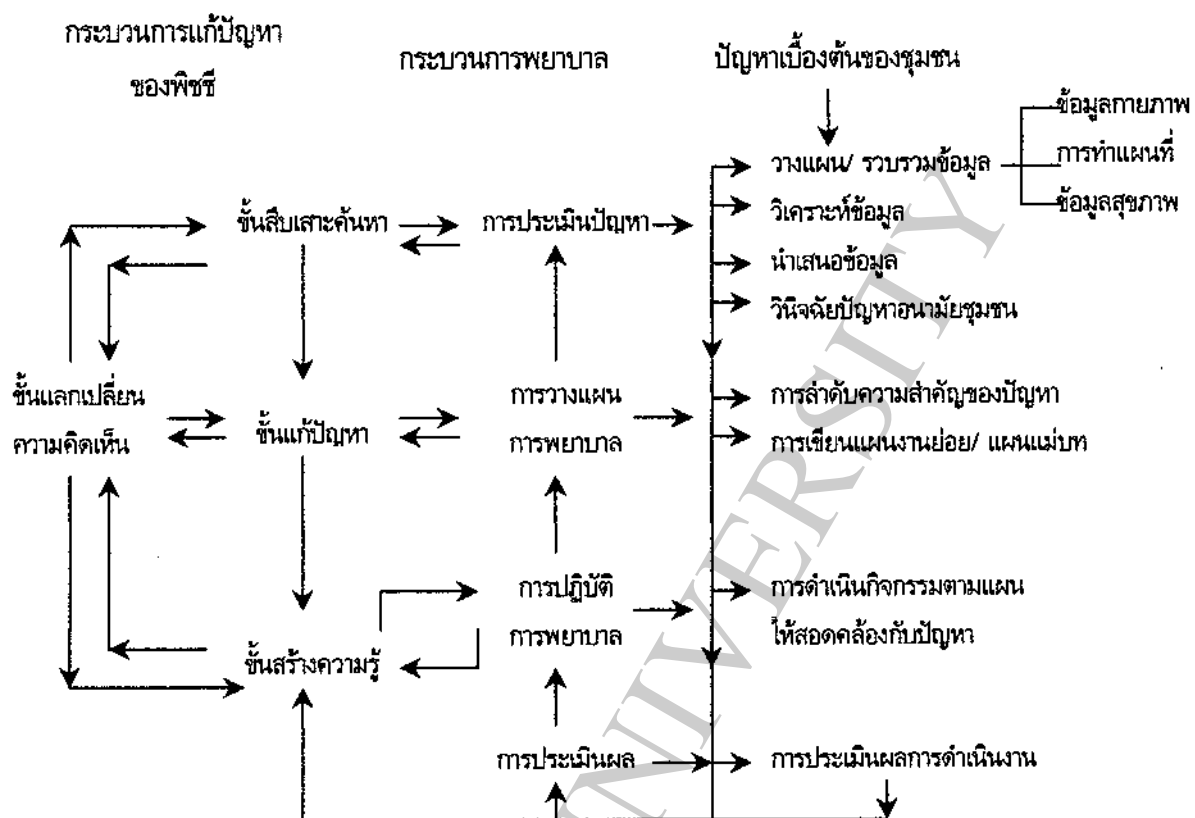 กระบวนการแก้ปัญหา
ของพิชชี
กระบวนการพยาบาล
ปัญหาเบื้องต้นของชุมชน
ข้อมูลกายภาพ
วางแผน/ รวบรวมข้อมูล
การทำแผนที่
ข้อมูลสุขภาพ
ขั้นสืบเสาะค้นหา
การประเมินปัญหา
วิเคราะห์ข้อมูล
นำเสนอข้อมูล
วินิจฉัยปัญหาอนามัยชุมชน
ขั้นแลกเปลี่ยน
ความคิดเห็น
ขั้นแก้ปัญหา
การวางแผน
การพยาบาล
การลำดับความสำคัญของปัญหา
การเขียนแผนงานย่อย/ แผนแม่บท
การปฏิบัติ
การพยาบาล
การดำเนินกิจกรรมตามแผน
ให้สอดคล้องกับปัญหา
ขั้นสร้างความรู้
การประเมินผล
การประเมินผลการดำเนินงาน
UNIVERSITY